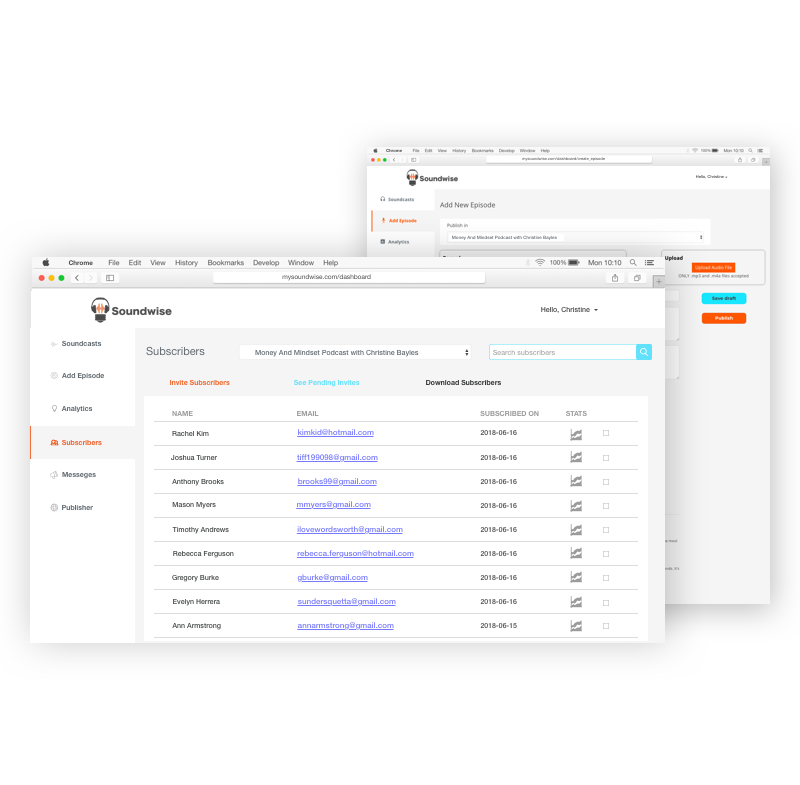 Chrome File Edit View History Bookmarks Develop Window Help 100% Mon 10:10
mysoundwise.com/dashboard/create_episode
Soundwise
Hello, Christine
Soundcasts
Add New Episode
Add Episode
Publish in
Money And Mindset Podcast with Christine Bayles
Analytics
Upload
Upload Audio File
ONLY .mp3 and .m4a files accepted
Save draft
Publish
Chrome File Edit View History Bookmarks Develop Window Help 100% Mon 10:10
mysoundwise.com/dashboard
Soundwise
Hello, Christine
Soundcasts
Add Episode
Analytics
Subscribers
Messeges
Publisher
Subscribers
Money And Mindset Podcast with Christine Bayles
Search subscribers
Invite Subscribers See Pending Invites Download Subscribers
NAME EMAIL SUBSCRIBED ON STATS
Rachel Kim kimkid@hotmail.com 2018-06-16
Joshua Turner tiff199098@gmail.com 2018-06-16
Anthony Brooks brooks99@gmail.com 2018-06-16
Mason Myers mmyers@gmail.com 2018-06-16
Timothy Andrews ilovewordsworth@gmail.com 2018-06-16
Rebecca Ferguson rebecca.ferguson@hotmail.com 2018-06-16
Gregory Burke gburke@gmail.com 2018-06-16
Evelyn Herrera sundersquetta@gmail.com 2018-06-16
Ann Armstrong annarmstrong@gmail.com 2018-06-15